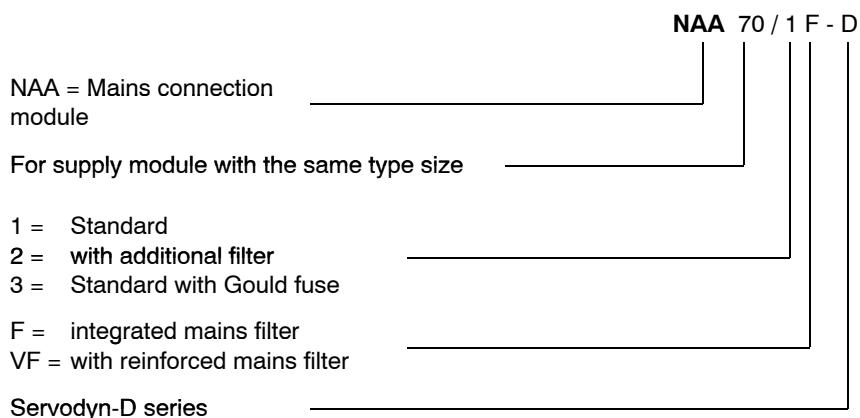 NAA 70 / 1 F - D
NAA = Mains connection
module
For supply module with the same type size
1 = Standard
2 = with additional filter
3 = Standard with Gould fuse
F = integrated mains filter
VF = with reinforced mains filter
Servodyn-D series